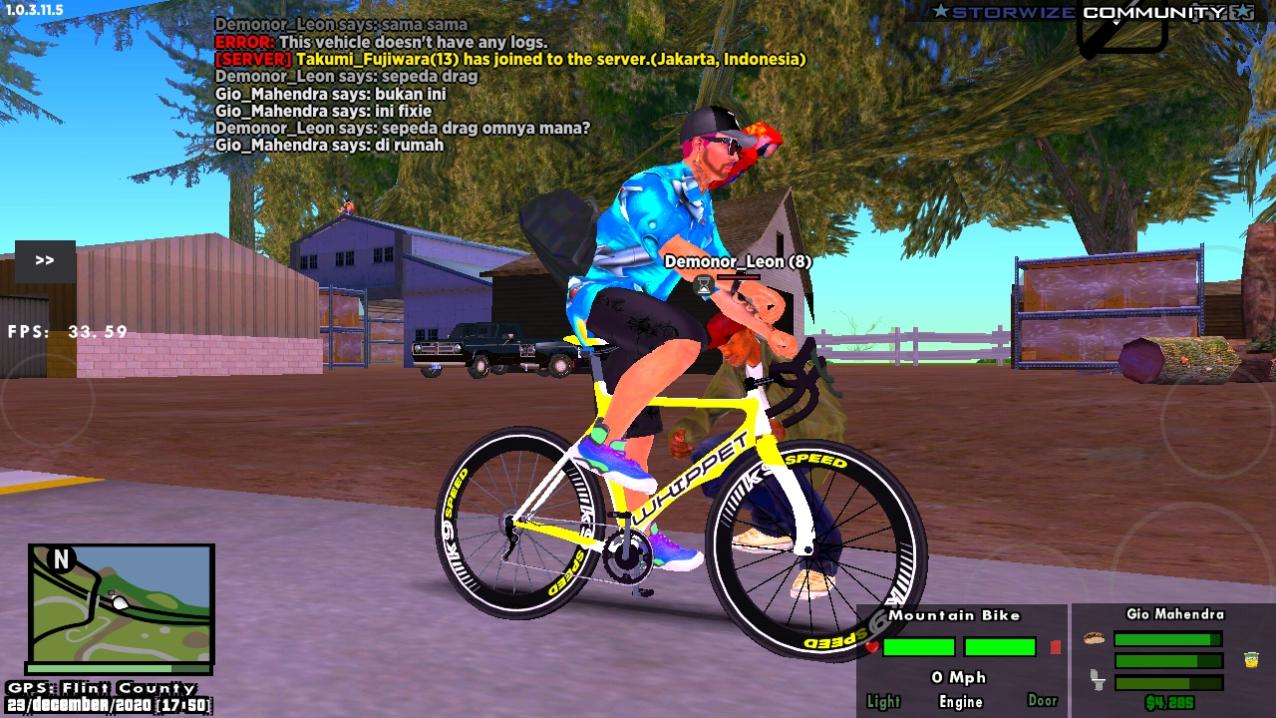 1.0.3.11.5
STORWIZE COMMUNITY
Demonor_Leon says: sama sama
ERROR: This vehicle doesn't have any logs.
[SERVER] Takumi_Fujiwara(13) has joined to the server.(Jakarta, Indonesia)
Demonor_Leon says: sepeda drag
Gio_Mahendra says: bukan ini
Gio_Mahendra says: ini fixie
Demonor_Leon says: sepeda drag omnya mana?
Gio_Mahendra says: di rumah
>>
Demonor_Leon (8)
FPS: 33.59
WHIPPET
SPEED
SPEED
SPEED
SPEED
N
Mountain Bike
0 Mph
Light Engine Door
Gio Mahendra
$4,285
GPS: Flint County
23/december/2020 [17:50]